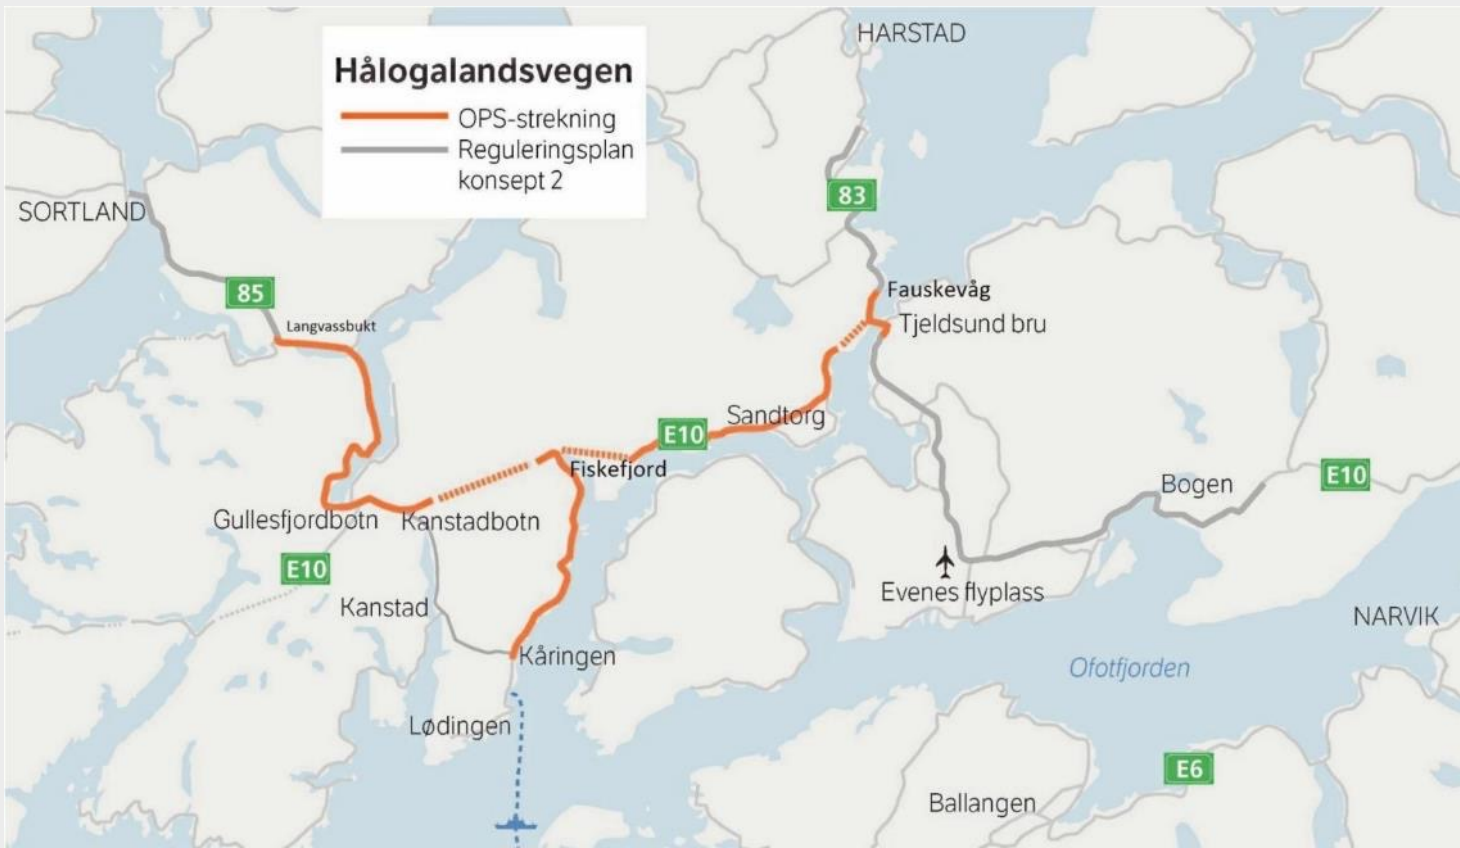 HARSTAD
Hålogalandsvegen
OPS-strekning
Reguleringsplan
konsept 2
83
SORTLAND
85
Fauskevåg
Langvassbukt
Tjeldsund bru
Sandtorg
E10
Fiskefjord
E10
Bogen
Gullesfjordbotn
Kanstadbotn
E10
Evenes flyplass
Kanstad
NARVIK
Kåringen
Ofotfjorden
Lødingen
E6
Ballangen